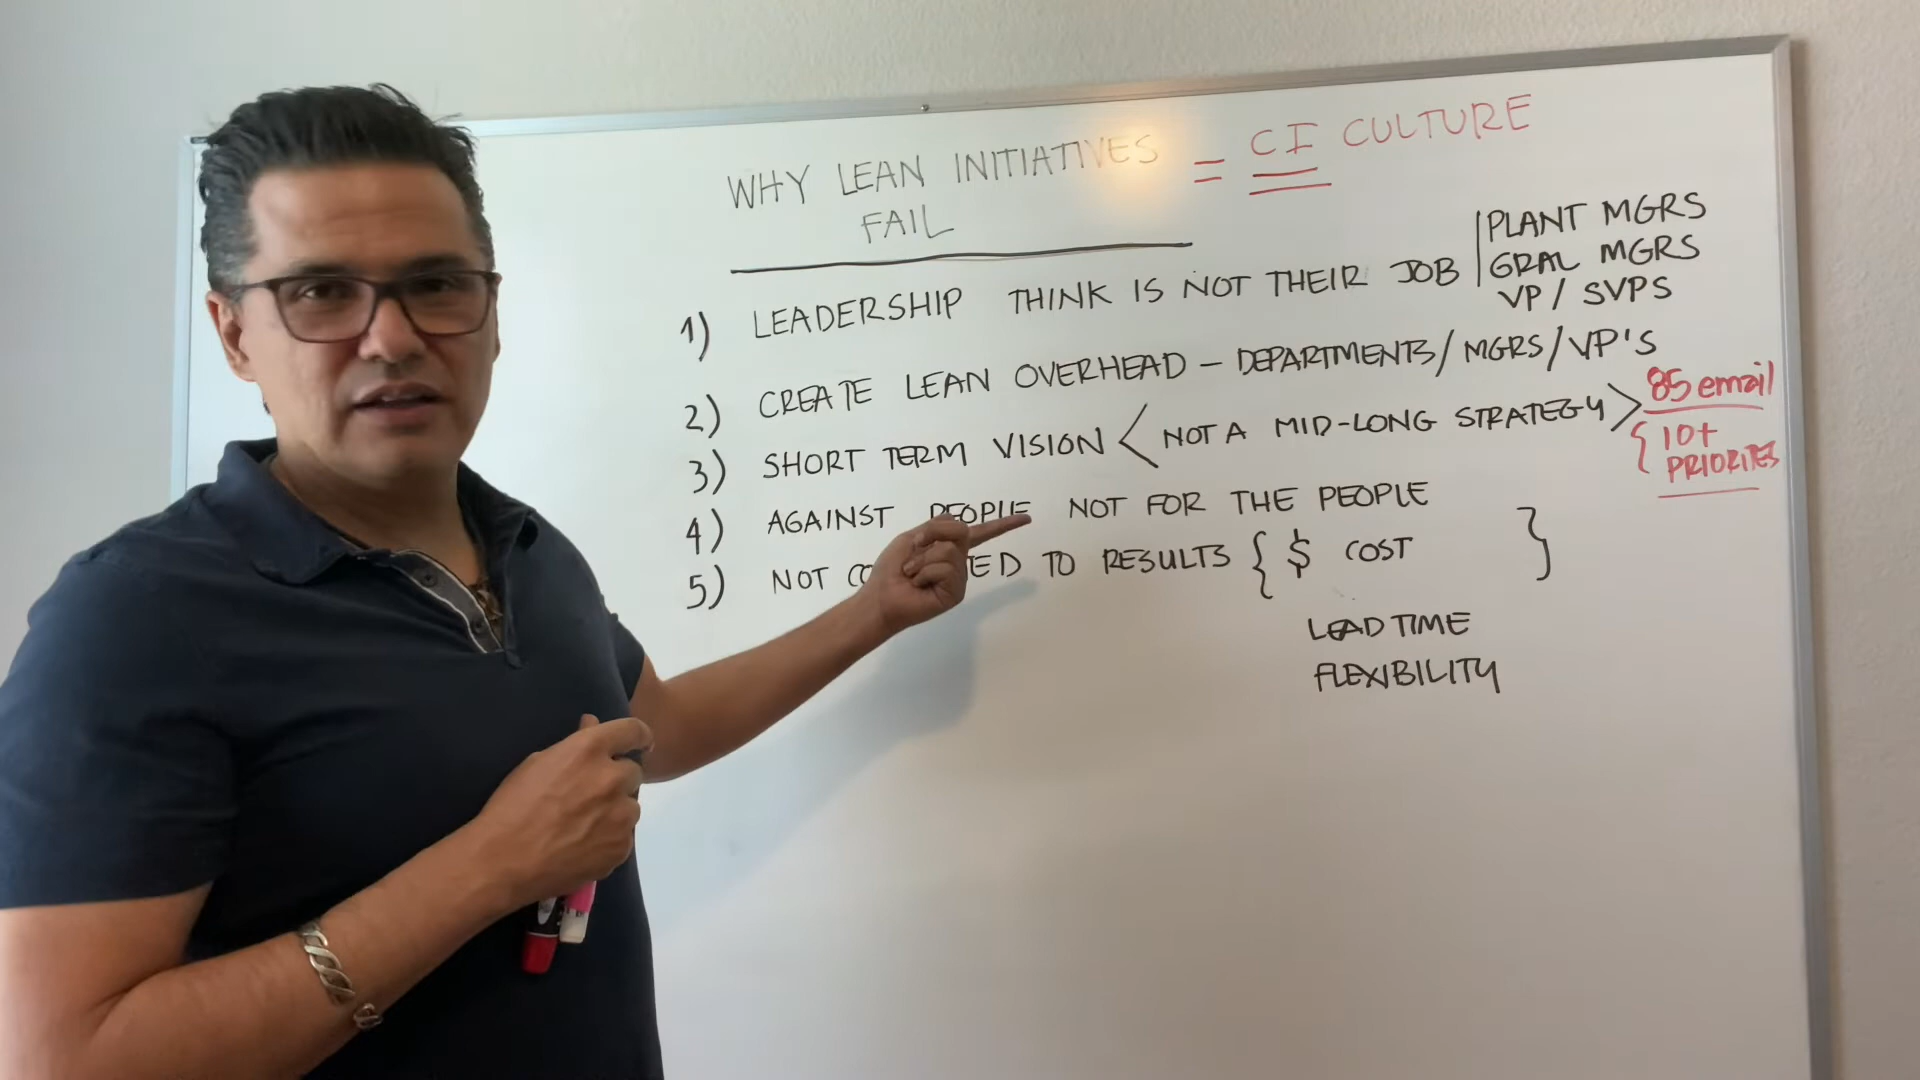 WHY LEAN INITIATIVES = CI CULTURE
FAIL
1) LEADERSHIP THINK IS NOT THEIR JOB
PLANT MGRS
GRAL MGRS
VP / SVPS
2) CREATE LEAN OVERHEAD - DEPARTMENTS / MGRS / VP'S
3) SHORT TERM VISION < NOT A MID-LONG STRATEGY >
85 email
{ 10+
PRIORITES
4) AGAINST PEOPLE NOT FOR THE PEOPLE
5) NOT TO RESULTS { $ COST }
LEAD TIME
FLEXIBILITY